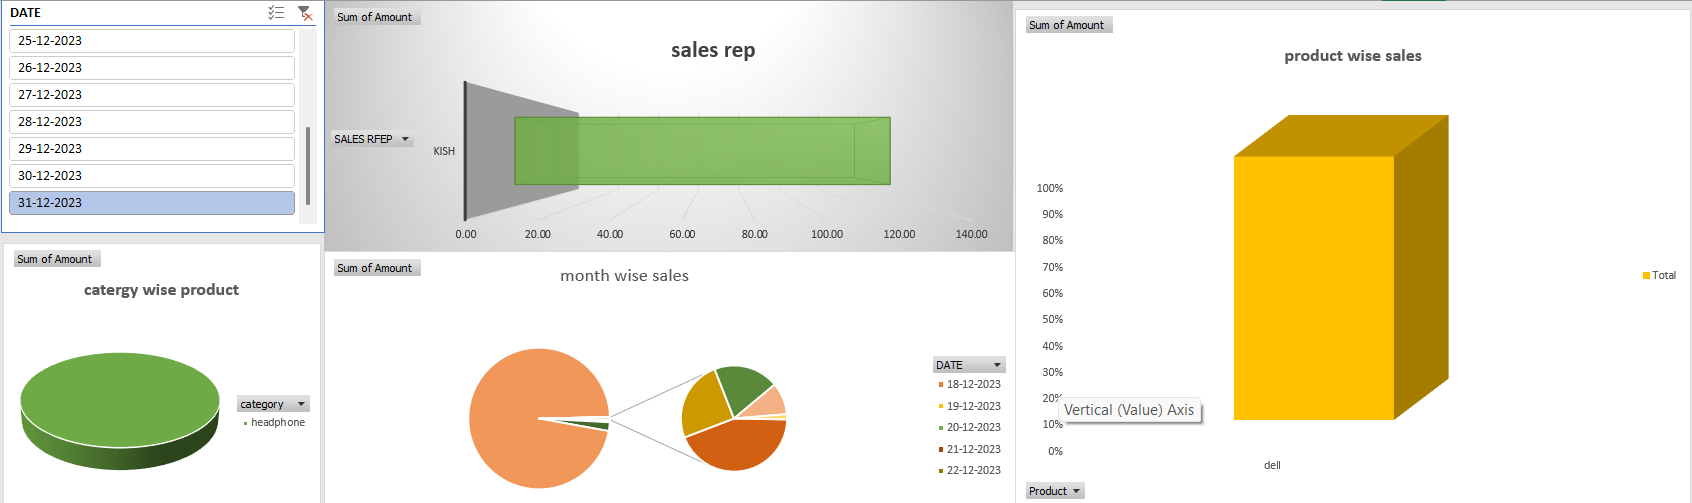 DATE
25-12-2023
26-12-2023
27-12-2023
28-12-2023
29-12-2023
30-12-2023
31-12-2023
Sum of Amount
sales rep
SALES RFEP
KISH
0.00 20.00 40.00 60.00 80.00 100.00 120.00 140.00
Sum of Amount
catergy wise product
category
headphone
Sum of Amount
month wise sales
DATE
18-12-2023
19-12-2023
20-12-2023
21-12-2023
22-12-2023
Sum of Amount
product wise sales
100%
90%
80%
70%
60%
50%
40%
30%
20%
Vertical (Value) Axis
10%
0%
dell
Total
Product